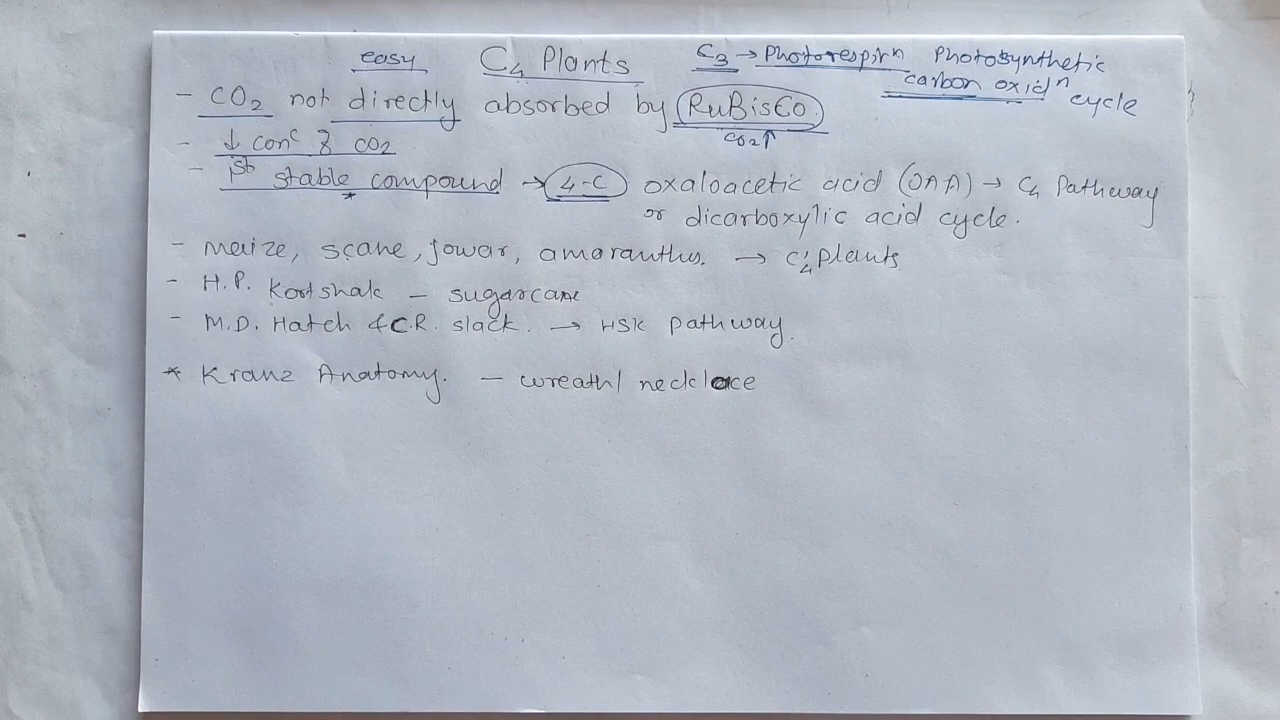 easy C4 Plants C3 → Photorespirn Photosynthetic
carbon oxidn cycle
- CO2 not directly absorbed by RuBisCo.
CO2↑
- ↓ conc of CO2
- 1st stable compound → 4-C oxaloacetic acid (OAA) → C4 Pathway
* or dicarboxylic acid cycle.
- Maize, scane, Jowar, amaranthus. → C4 plants
- H.P. Kortshak - sugarcane
- M.D. Hatch & C.R. slack. → HSK pathway.
* Kranz Anatomy. - wreath/ necklace